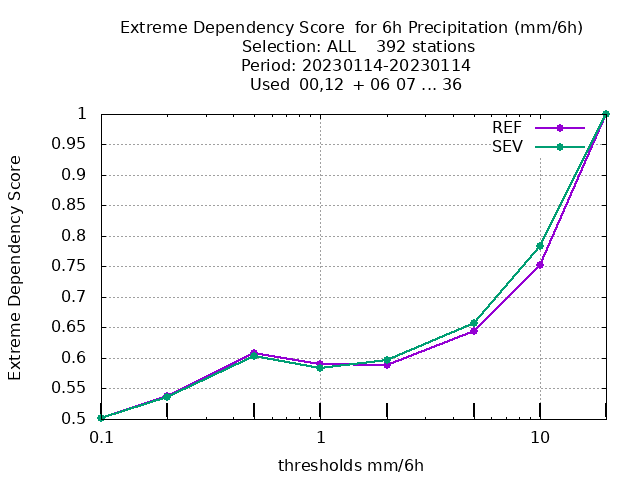 Extreme Dependency Score  for 6h Precipitation (mm/6h)
Selection: ALL    392 stations
Period: 20230114-20230114
Used  00,12  + 06 07 ... 36
REF
SEV
Extreme Dependency Score
1
0.95
0.9
0.85
0.8
0.75
0.7
0.65
0.6
0.55
0.5
0.1
1
10
thresholds mm/6h